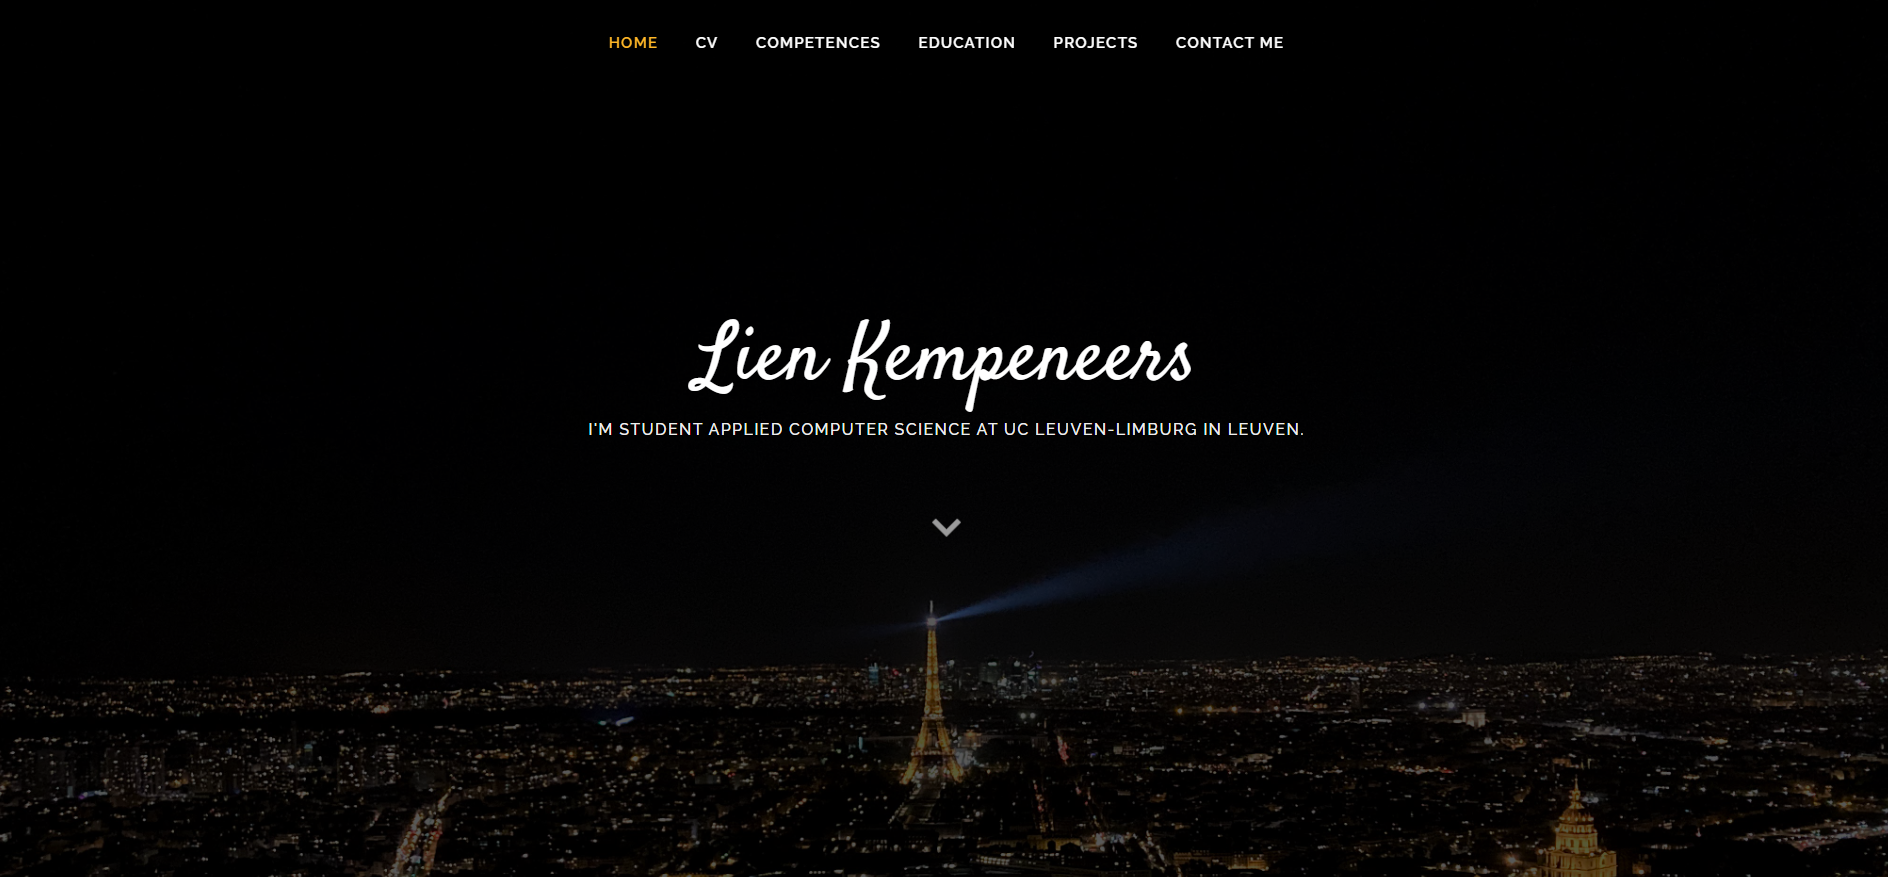 HOME CV COMPETENCES EDUCATION PROJECTS CONTACT ME
Lien Kempeneers
I'M STUDENT APPLIED COMPUTER SCIENCE AT UC LEUVEN-LIMBURG IN LEUVEN.